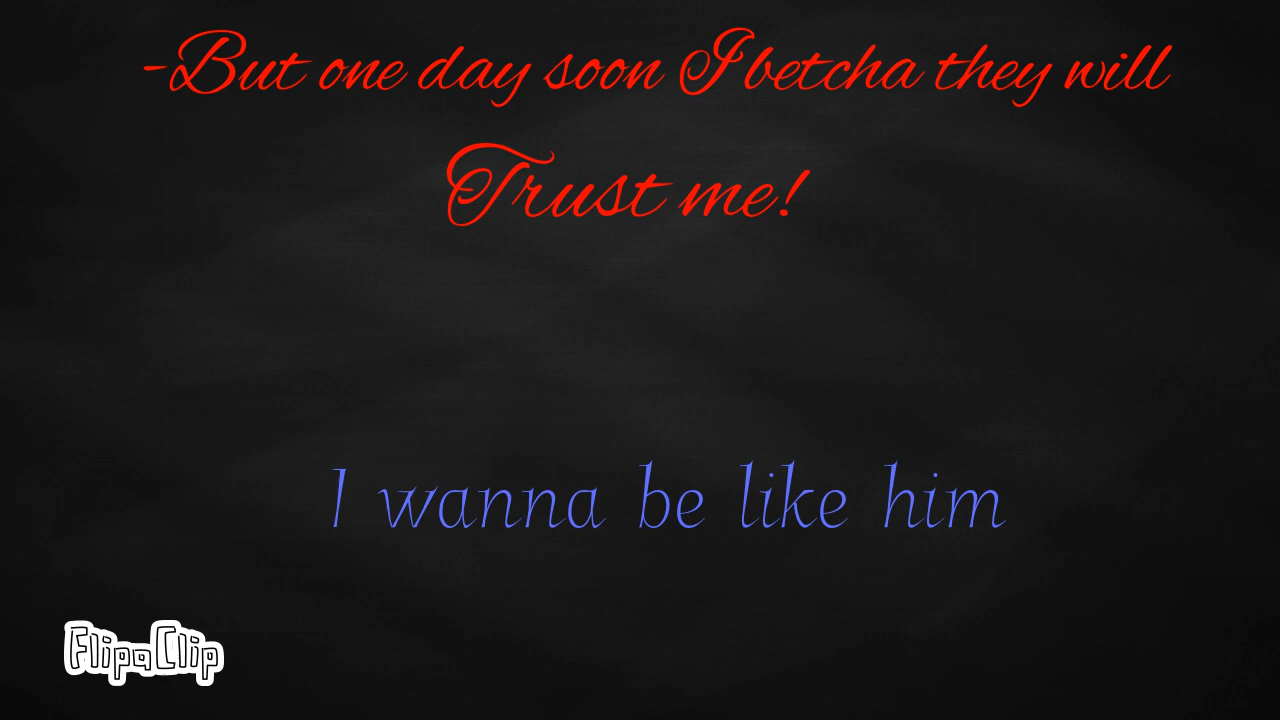 -But one day soon I betcha they will
Trust me!
I wanna be like him
FlipaClip